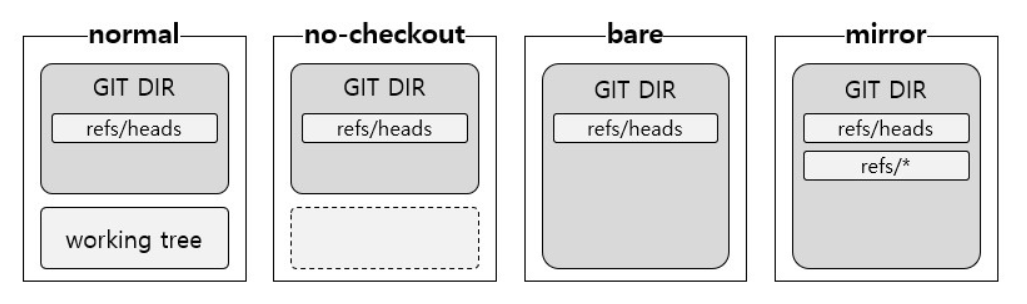 normal
GIT DIR
refs/heads
working tree
no-checkout
GIT DIR
refs/heads
bare
GIT DIR
refs/heads
mirror
GIT DIR
refs/heads
refs/*